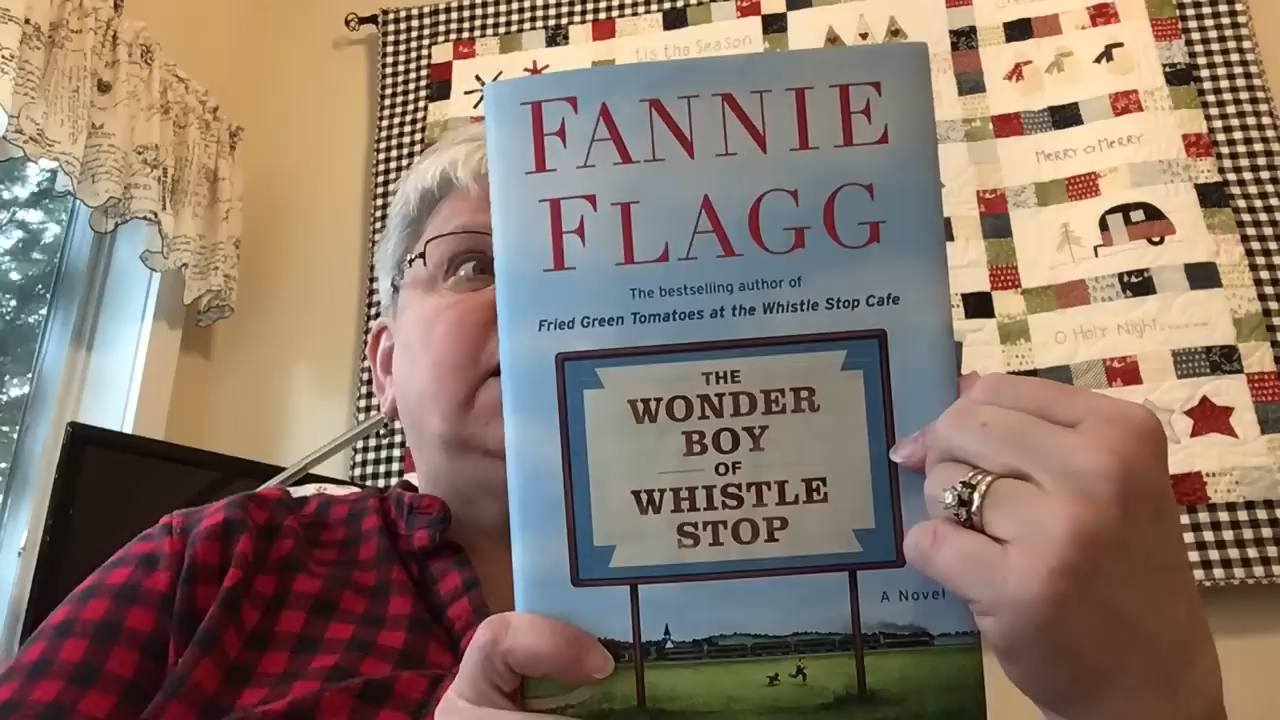 'tis the Season
FANNIE
FLAGG
The bestselling author of
Fried Green Tomatoes at the Whistle Stop Cafe
THE
WONDER
BOY
OF
WHISTLE
STOP
A Novel
Merry Merry
O Holy Night......